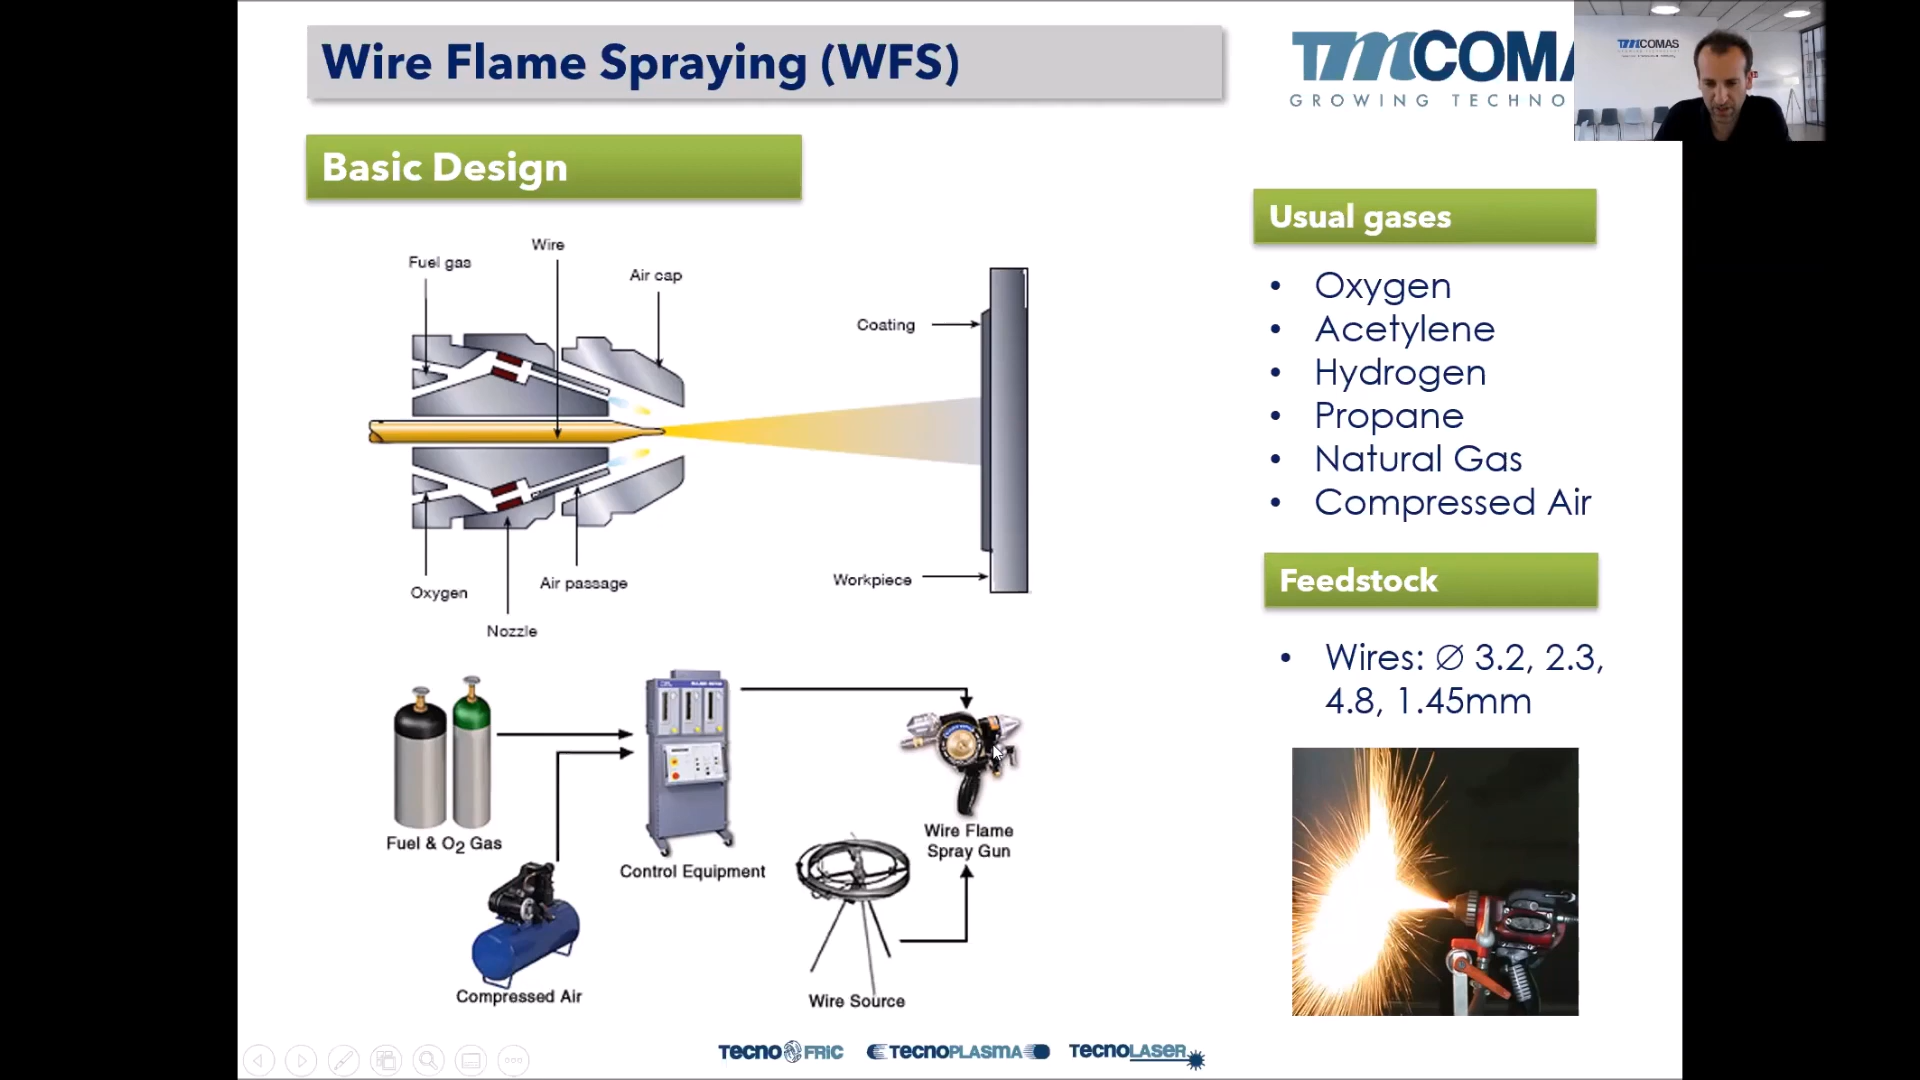 Wire Flame Spraying (WFS)
TMCOMA
GROWING TECHNO
TMCOMAS
Basic Design
Usual gases
Wire
Fuel gas
Air cap
Coating
Oxygen
Air passage
Workpiece
Nozzle
• Oxygen
• Acetylene
• Hydrogen
• Propane
• Natural Gas
• Compressed Air
Feedstock
• Wires: ∅ 3.2, 2.3,
4.8, 1.45mm
Fuel & O2 Gas
Control Equipment
Wire Flame
Spray Gun
Compressed Air
Wire Source
TECNOFRIC
TECNOPLASMA
TECNOLASER